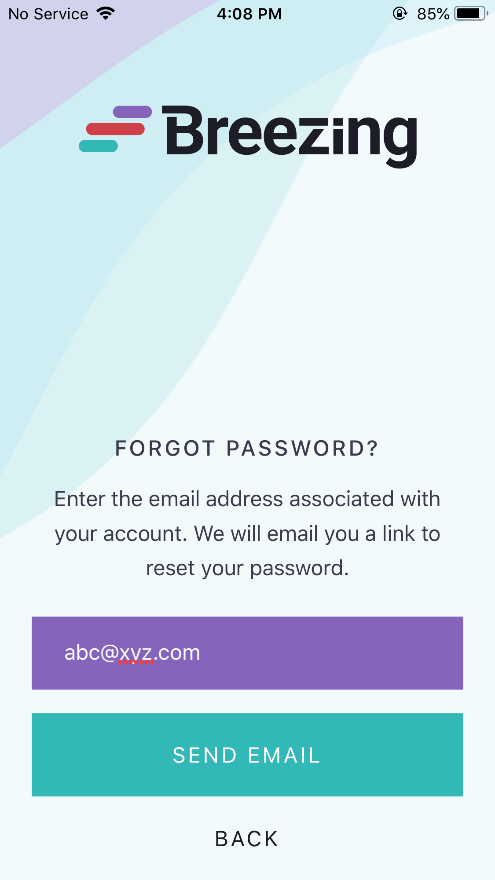 No Service 4:08 PM 85%
Breezing
FORGOT PASSWORD?
Enter the email address associated with
your account. We will email you a link to
reset your password.
abc@xyz.com
SEND EMAIL
BACK